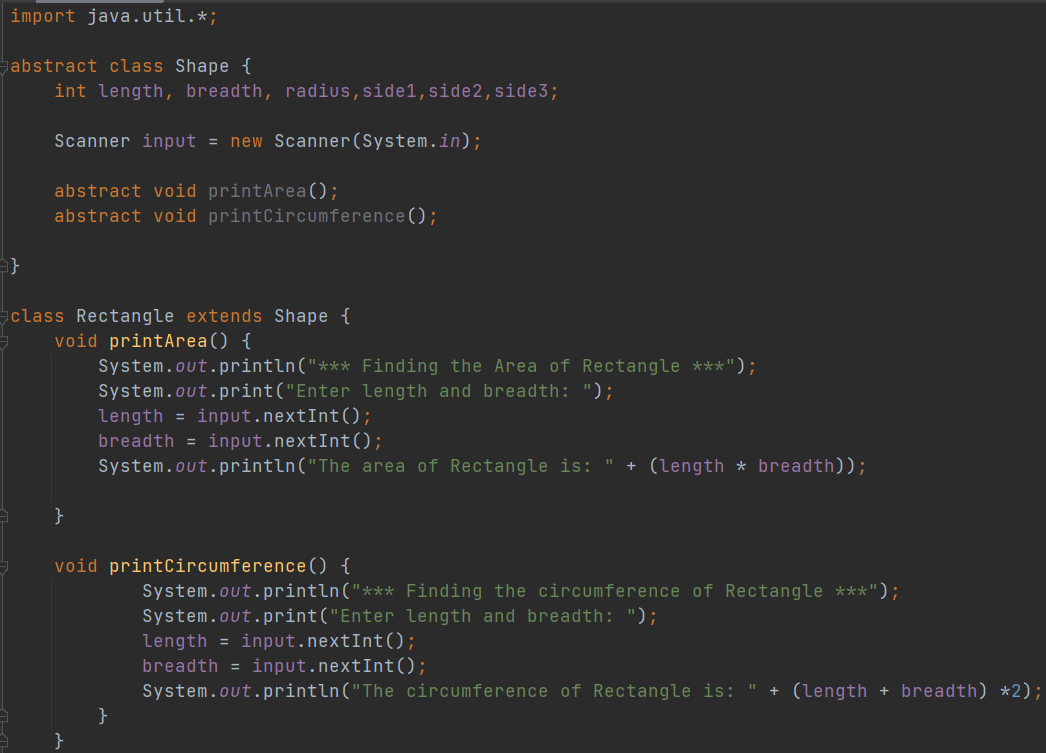 import java.util.*;
abstract class Shape {
int length, breadth, radius,side1,side2,side3;
Scanner input = new Scanner(System.in);
abstract void printArea();
abstract void printCircumference();
}
class Rectangle extends Shape {
void printArea() {
System.out.println("*** Finding the Area of Rectangle ***");
System.out.print("Enter length and breadth: ");
length = input.nextInt();
breadth = input.nextInt();
System.out.println("The area of Rectangle is: " + (length * breadth));
}
void printCircumference() {
System.out.println("*** Finding the circumference of Rectangle ***");
System.out.print("Enter length and breadth: ");
length = input.nextInt();
breadth = input.nextInt();
System.out.println("The circumference of Rectangle is: " + (length + breadth) *2);
}
}